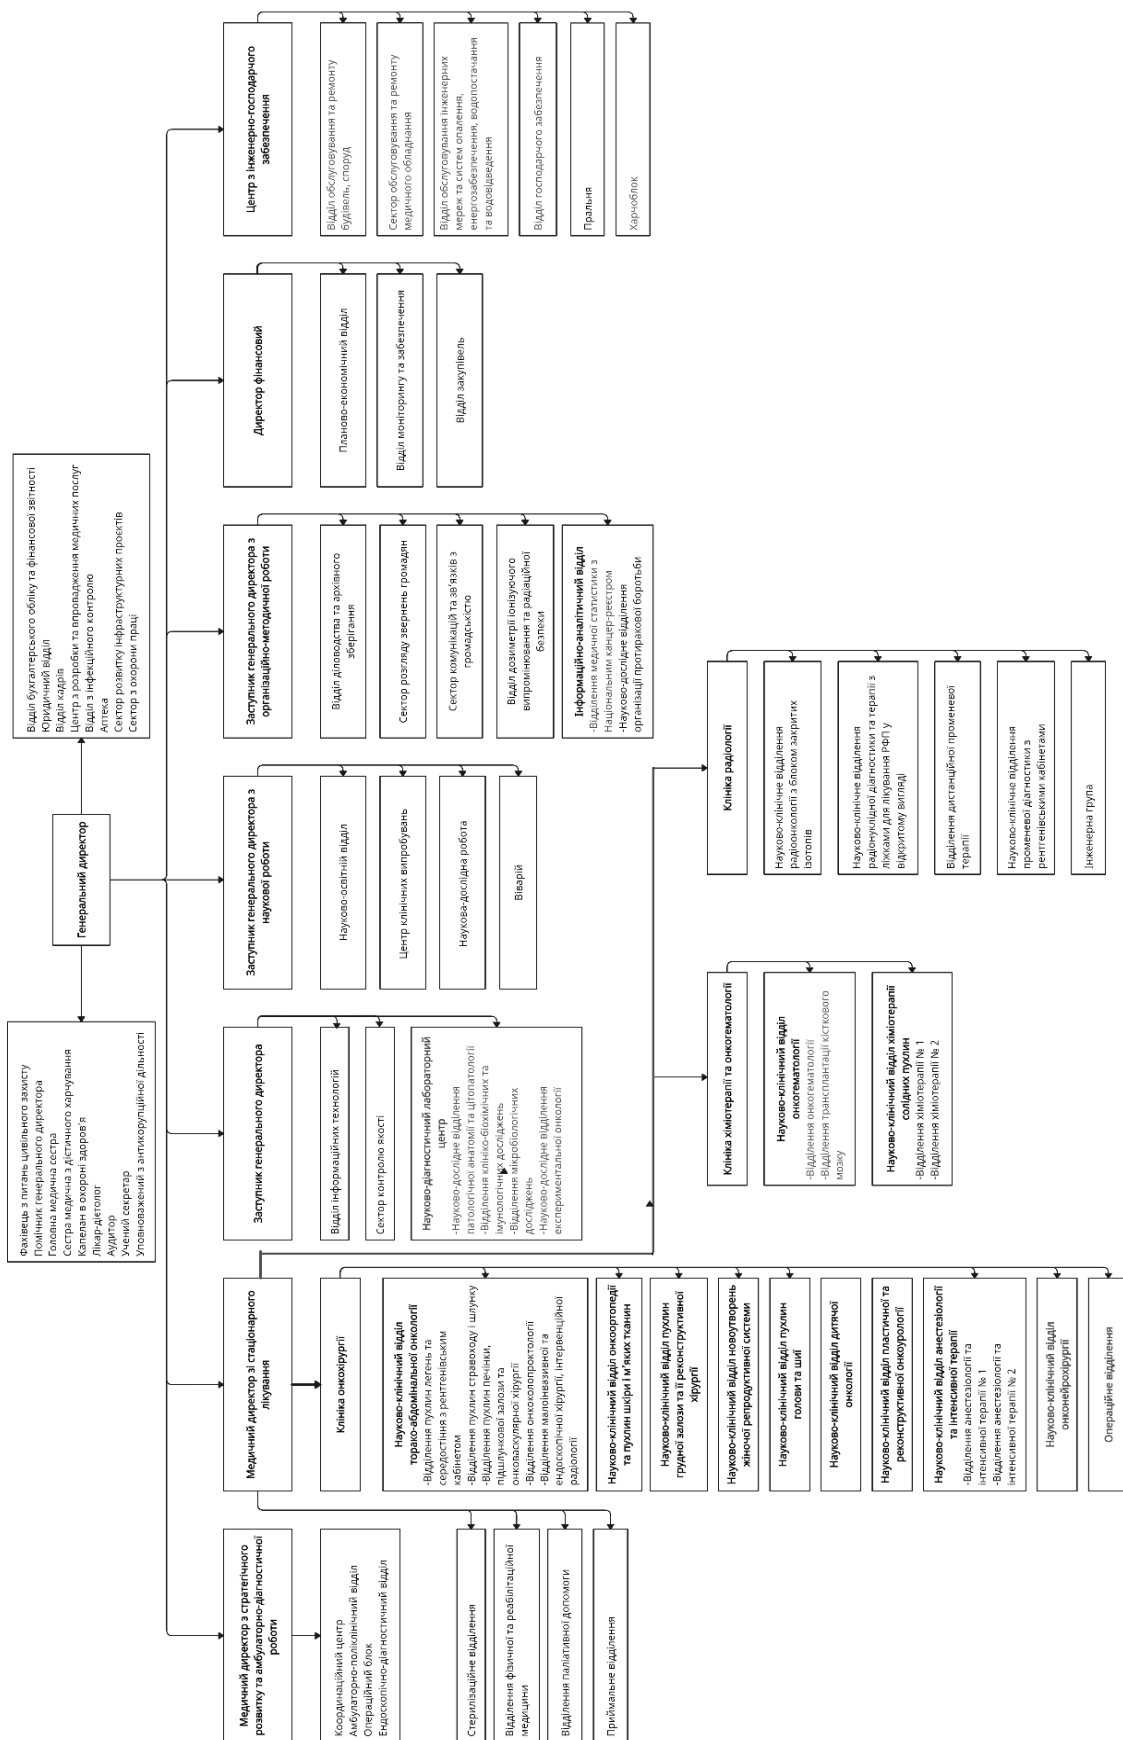 Фахівець з питань цивільного захисту
Помічник генерального директора
Головна медична сестра
Сестра медична з дієтичного харчування
Капелан в охороні здоров'я
Лікар-дієтолог
Аудитор
Учений секретар
Уповноважений з антикорупційної дільності
Генеральний директор
Відділ бухгалтерського обліку та фінансової звітності
Юридичний відділ
Відділ кадрів
Центр з розробки та впровадження медичних послуг
Відділ з інфекційного контролю
Аптека
Сектор розвитку інфраструктурних проєктів
Сектор з охорони праці
Медичний директор з стратегічного
розвитку та амбулаторно-діагностичної
роботи
Координаційний центр
Амбулаторно-поліклінічний відділ
Операційний блок
Ендоскопічно-діагностичний відділ
Медичний директор зі стаціонарного
лікування
Стерилізаційне відділення
Відділення фізичної та реабілітаційної
медицини
Відділення паліативної допомоги
Приймальне відділення
Клініка онкохірургії
Науково-клінічний відділ
торако-абдомінальної онкології
-Відділення пухлин легень та
середостіння з рентгенівським
кабінетом
-Відділення пухлин стравоходу і шлунку
-Відділення пухлин печінки,
підшлункової залози та
онковаскулярної хірургії
-Відділення онкоколопроктології
-Відділення малоінвазивної та
ендоскопічної хірургії, інтервенційної
радіології
Науково-клінічний відділ онкоортопедії
та пухлин шкіри і м'яких тканин
Науково-клінічний відділ пухлин
грудної залози та її реконструктивної
хірургії
Науково-клінічний відділ новоутворень
жіночої репродуктивної системи
Науково-клінічний відділ пухлин
голови та шиї
Науково-клінічний відділ дитячої
онкології
Науково-клінічний відділ пластичної та
реконструктивної онкоурології
Науково-клінічний відділ анестезіології
та інтенсивної терапії
-Відділення анестезіології та
інтенсивної терапії № 1
-Відділення анестезіології та
інтенсивної терапії № 2
Науково-клінічний відділ
онконейрохірургії
Операційне відділення
Клініка хіміотерапії та онкогематології
Науково-клінічний відділ
онкогематології
-Відділення онкогематології
-Відділення трансплантації кісткового
мозку
Науково-клінічний відділ хіміотерапії
солідних пухлин
-Відділення хіміотерапії № 1
-Відділення хіміотерапії № 2
Клініка радіології
Науково-клінічне відділення
радіоонкології з блоком закритих
ізотопів
Науково-клінічне відділення
радіонуклідної діагностики та терапії з
ліжками для лікування РФП у
відкритому вигляді
Відділення дистанційної променевої
терапії
Науково-клінічне відділення
променевої діагностики з
рентгенівськими кабінетами
Інженерна група
Заступник генерального директора
Відділ інформаційних технологій
Сектор контролю якості
Науково-діагностичний лабораторний
центр
-Науково-дослідне відділення
патологічної анатомії та цітопатології
-Відділення клініко-біохімічних та
імунологічних досліджень
-Відділення мікробіологічних
досліджень
-Науково-дослідне відділення
експериментальної онкології
Заступник генерального директора з
наукової роботи
Науково-освітній відділ
Центр клінічних випробувань
Наукова-дослідна робота
Віварій
Заступник генерального директора з
організаційно-методичної роботи
Відділ діловодства та архівного
зберігання
Сектор розгляду звернень громадян
Сектор комунікацій та зв'язків з
громадськістю
Відділ дозиметрії іонізуючого
випромінювання та радіаційної
безпеки
Інформаційно-аналітичний відділ
-Відділення медичної статистики з
Національним канцер-реєстром
-Науково-дослідне відділення
організації протиракової боротьби
Директор фінансовий
Планово-економічний відділ
Відділ моніторингу та забезпечення
Відділ закупівель
Центр з інженерно-господарчого
забезпечення
Відділ обслуговування та ремонту
будівель, споруд
Сектор обслуговування та ремонту
медичного обладнання
Відділ обслуговування інженерних
мереж та систем опалення,
енергозабезпечення, водопостачання
та водовідведення
Відділ господарчого забезпечення
Пральня
Харчоблок